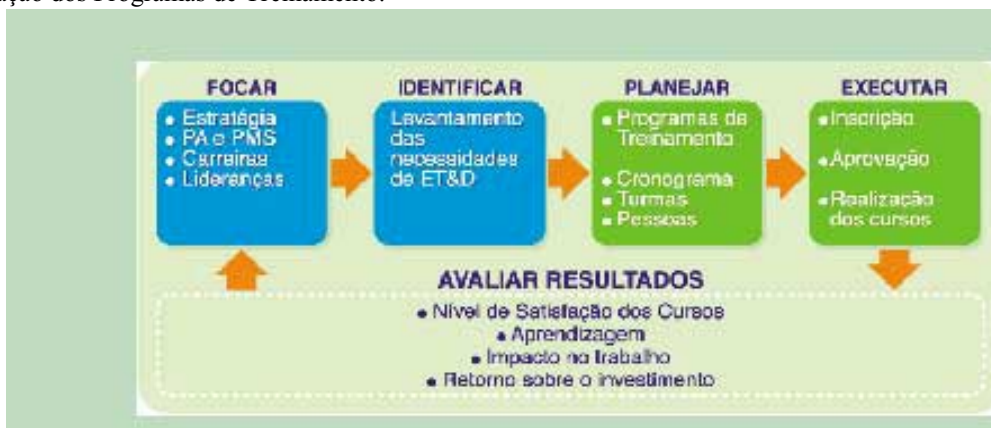 ação dos Programas de Treinamento.
FOCAR
• Estratégia
• PA e PMS
• Carreiras
• Lideranças
IDENTIFICAR
Levantamento
das
necessidades
de ET&D
PLANEJAR
• Programas de
Treinamento
• Cronograma
• Turmas
• Pessoas
EXECUTAR
• Inscrição
• Aprovação
• Realização
dos cursos
AVALIAR RESULTADOS
• Nível de Satisfação dos Cursos
• Aprendizagem
• Impacto no trabalho
• Retorno sobre o investimento